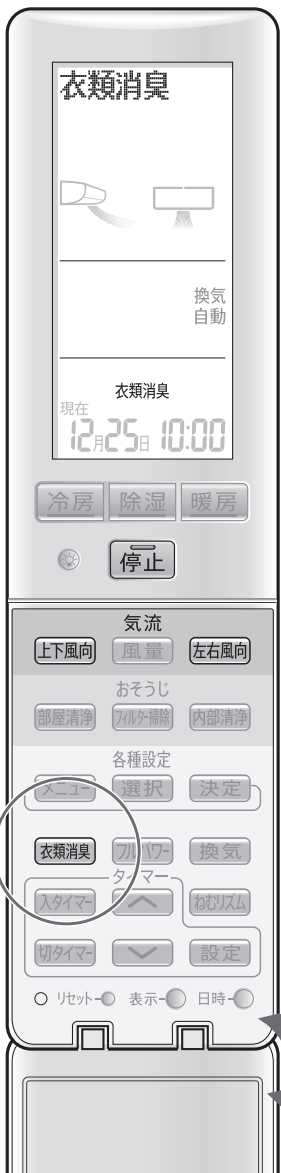 衣類消臭
換気
自動
衣類消臭
現在
12月25日 10:00
冷房 除湿 暖房
停止
気流
上下風向 風量 左右風向
おそうじ
部屋清浄 フィルター掃除 内部清浄
各種設定
メニュー 選択 決定
衣類消臭 フルパワー 換気
タイマー
入タイマー ねむリズム
切タイマー 設定
リセット 表示 日時